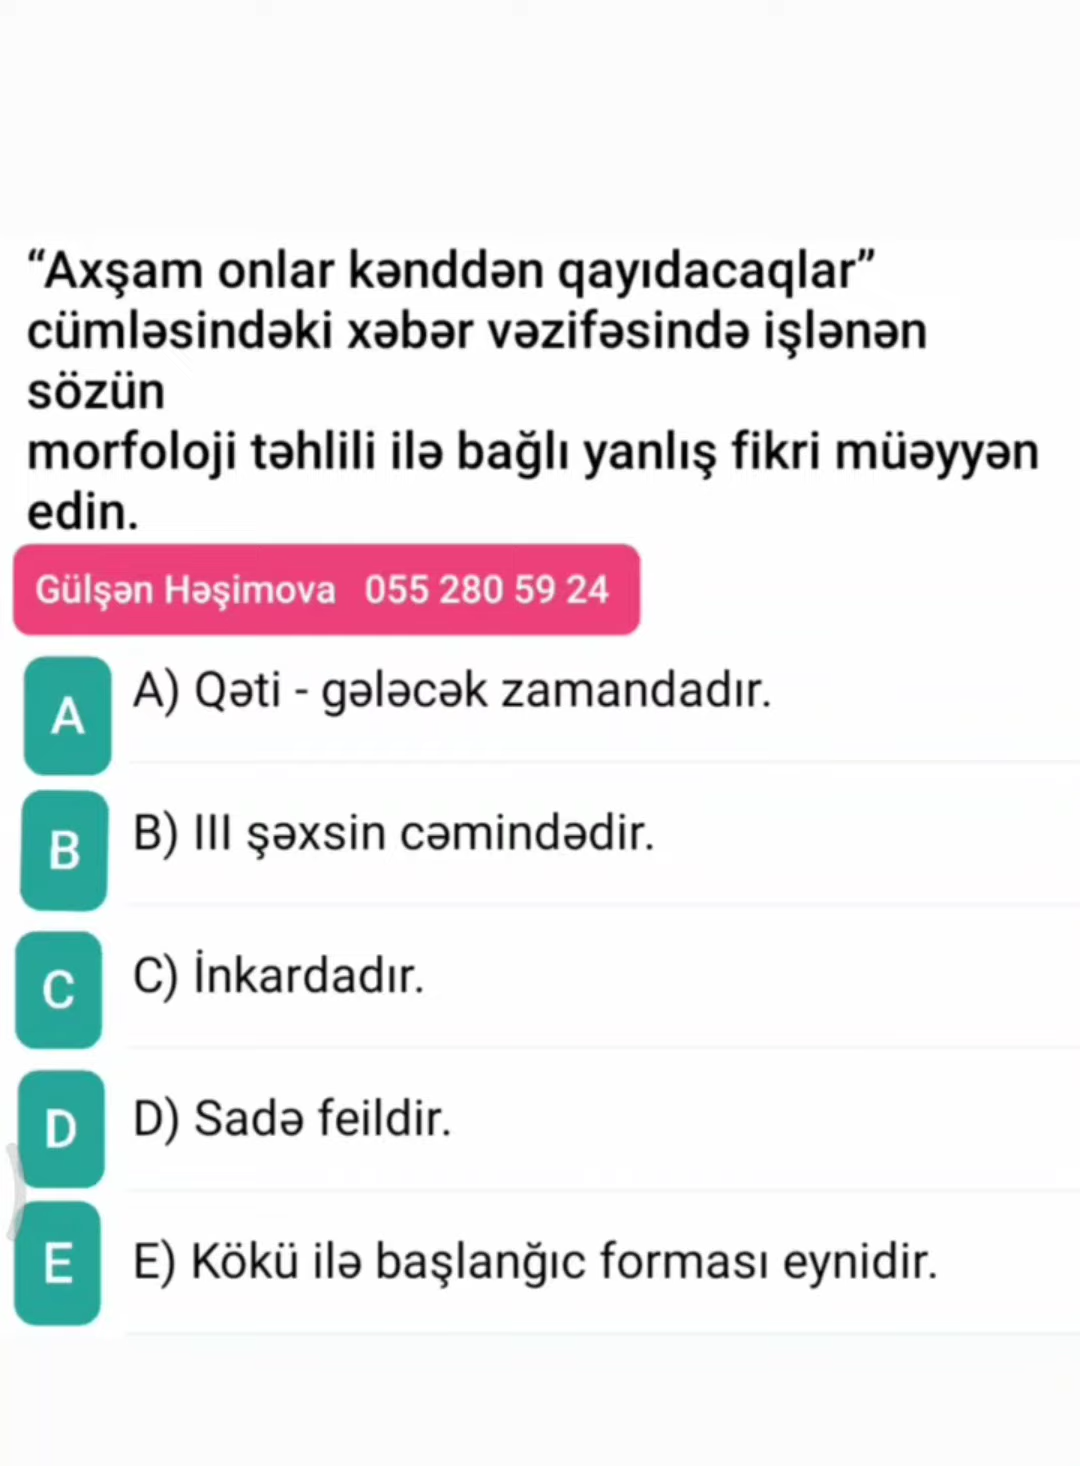 “Axşam onlar kənddən qayıdacaqlar”
cümləsindəki xəbər vəzifəsində işlənən
sözün
morfoloji təhlili ilə bağlı yanlış fikri müəyyən
edin.
Gülşən Həşimova 055 280 59 24
A A) Qəti - gələcək zamandadır.
B B) III şəxsin cəmindədir.
C C) İnkardadır.
D D) Sadə feildir.
E E) Kökü ilə başlanğıc forması eynidir.